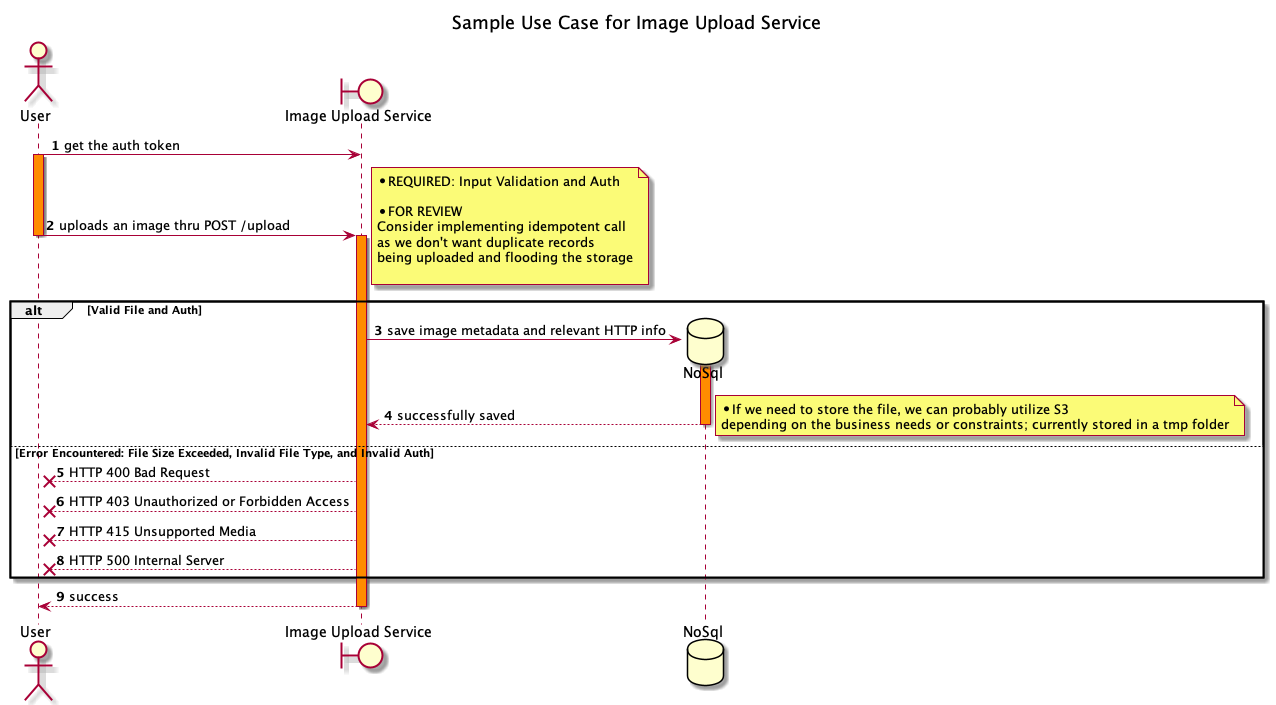 Sample Use Case for Image Upload Service
User
Image Upload Service
1 get the auth token
•REQUIRED: Input Validation and Auth
•FOR REVIEW
Consider implementing idempotent call
as we don't want duplicate records
being uploaded and flooding the storage
2 uploads an image thru POST /upload
alt [Valid File and Auth]
3 save image metadata and relevant HTTP info
NoSql
4 successfully saved
•If we need to store the file, we can probably utilize S3
depending on the business needs or constraints; currently stored in a tmp folder
[Error Encountered: File Size Exceeded, Invalid File Type, and Invalid Auth]
5 HTTP 400 Bad Request
6 HTTP 403 Unauthorized or Forbidden Access
7 HTTP 415 Unsupported Media
8 HTTP 500 Internal Server
9 success
User
Image Upload Service
NoSql